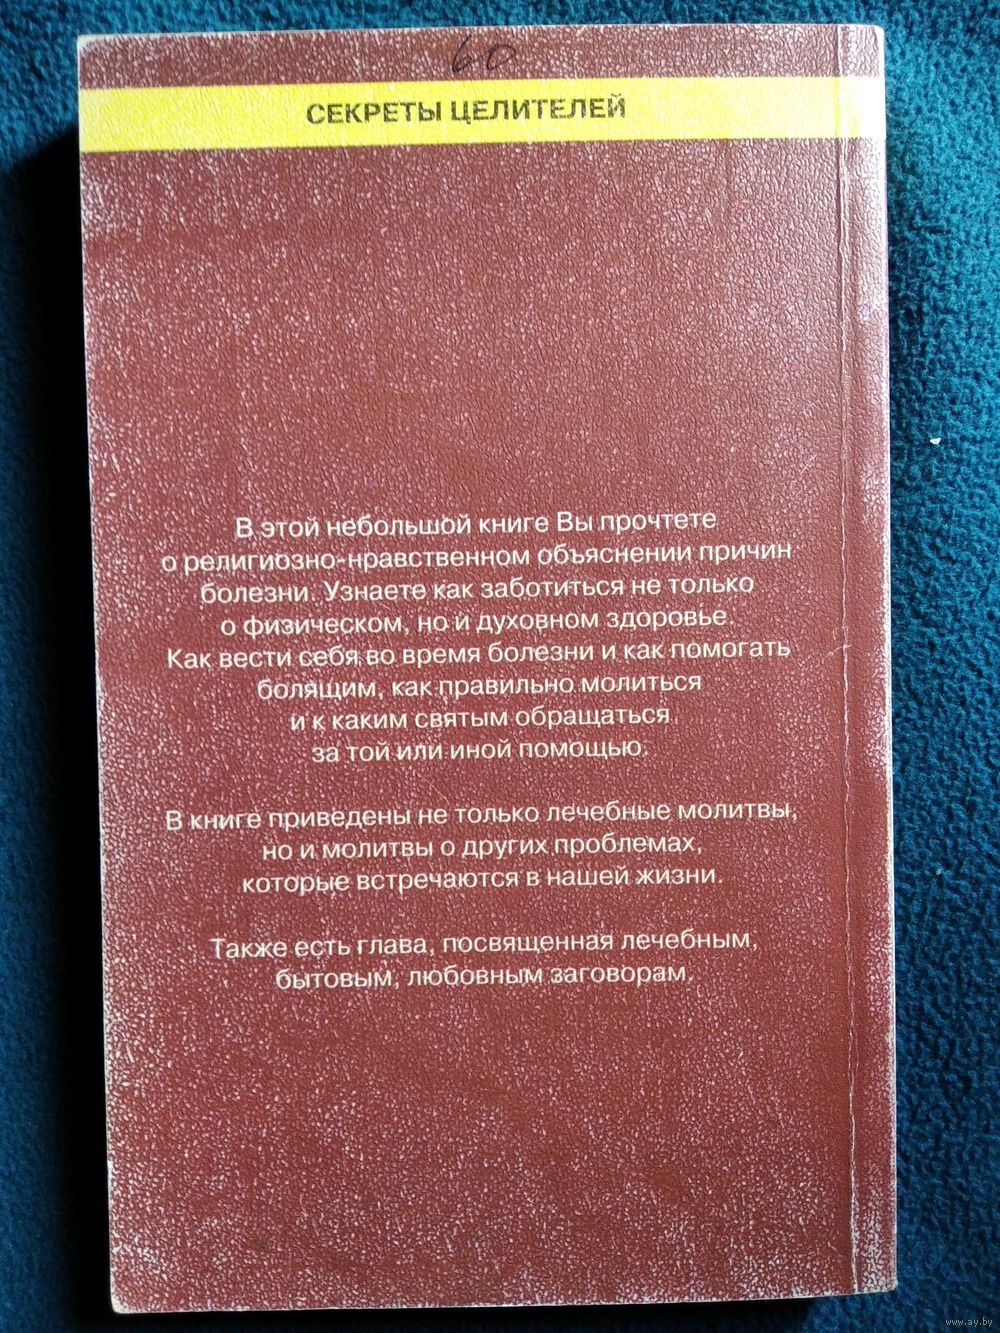 60
СЕКРЕТЫ ЦЕЛИТЕЛЕЙ
В этой небольшой книге Вы прочтете
о религиозно-нравственном объяснении причин
болезни. Узнаете как заботиться не только
о физическом, но и духовном здоровье.
Как вести себя во время болезни и как помогать
болящим, как правильно молиться
и к каким святым обращаться
за той или иной помощью.
В книге приведены не только лечебные молитвы,
но и молитвы о других проблемах,
которые встречаются в нашей жизни.
Также есть глава, посвященная лечебным,
бытовым, любовным заговорам.
www.ay.by